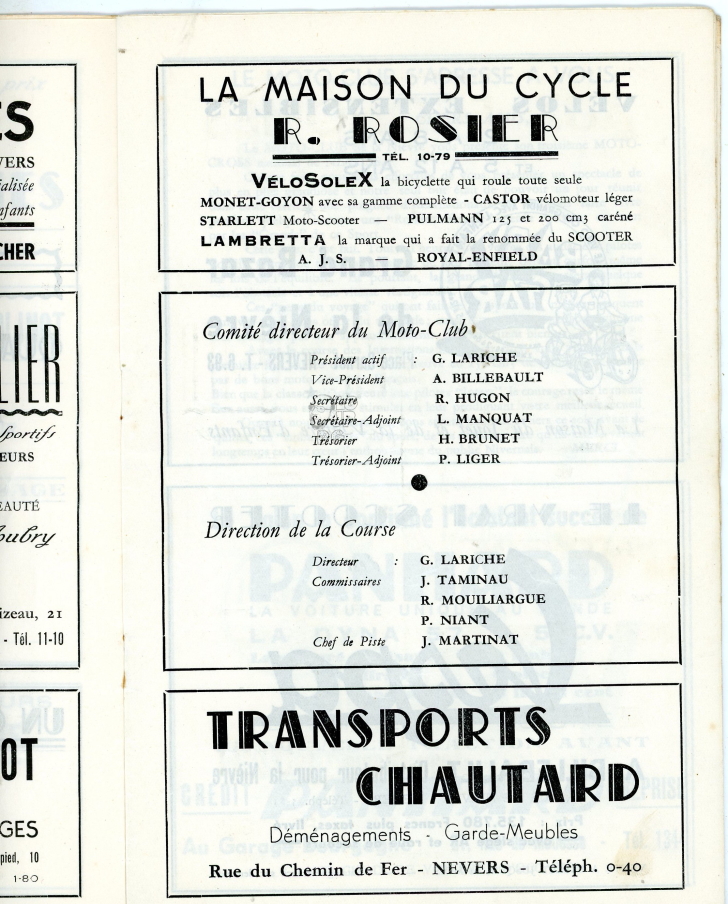 ES
VERS
ialisée
nfants
CHER
LIER
Sportifs
EURS
EAUTÉ
Aubry
izeau, 21
- Tél. 11-10
OT
GES
pied, 10
1-80
LA MAISON DU CYCLE
R. ROSIER
TÉL. 10-79
VÉLOSOLEX la bicyclette qui roule toute seule
MONET-GOYON avec sa gamme complète - CASTOR vélomoteur léger
STARLETT Moto-Scooter — PULMANN 125 et 200 cm3 caréné
LAMBRETTA la marque qui a fait la renommée du SCOOTER
A. J. S. — ROYAL-ENFIELD
Comité directeur du Moto-Club
Président actif : G. LARICHE
Vice-Président A. BILLEBAULT
Secrétaire R. HUGON
Secrétaire-Adjoint L. MANQUAT
Trésorier H. BRUNET
Trésorier-Adjoint P. LIGER
Direction de la Course
Directeur : G. LARICHE
Commissaires J. TAMINAU
R. MOUILIARGUE
P. NIANT
Chef de Piste J. MARTINAT
TRANSPORTS
CHAUTARD
Déménagements - Garde-Meubles
Rue du Chemin de Fer - NEVERS - Téléph. 0-40